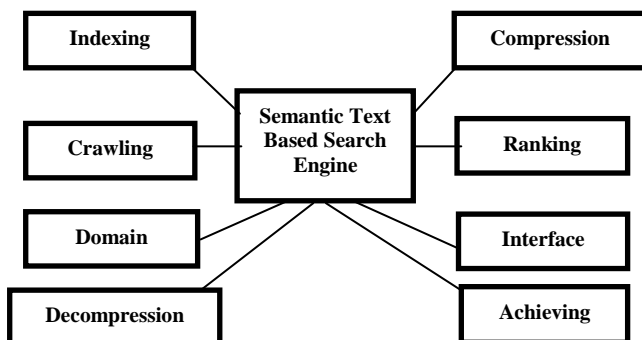 Indexing
Compression
Semantic Text
Based Search
Engine
Crawling
Ranking
Domain
Interface
Decompression
Achieving